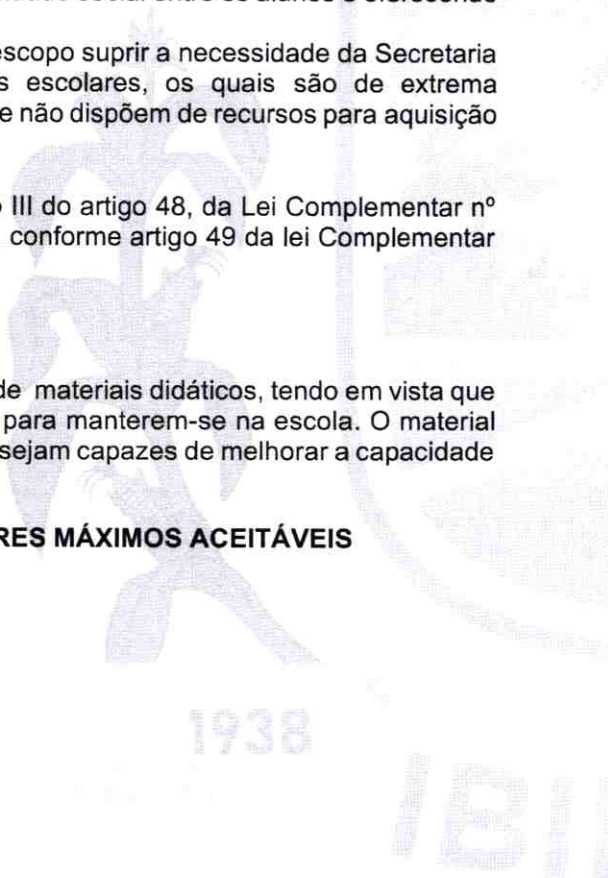 escopo suprir a necessidade da Secretaria
s escolares, os quais são de extrema
e não dispõem de recursos para aquisição
III do artigo 48, da Lei Complementar nº
conforme artigo 49 da lei Complementar
de materiais didáticos, tendo em vista que
para manterem-se na escola. O material
sejam capazes de melhorar a capacidade
RES MÁXIMOS ACEITÁVEIS
1938
IBI